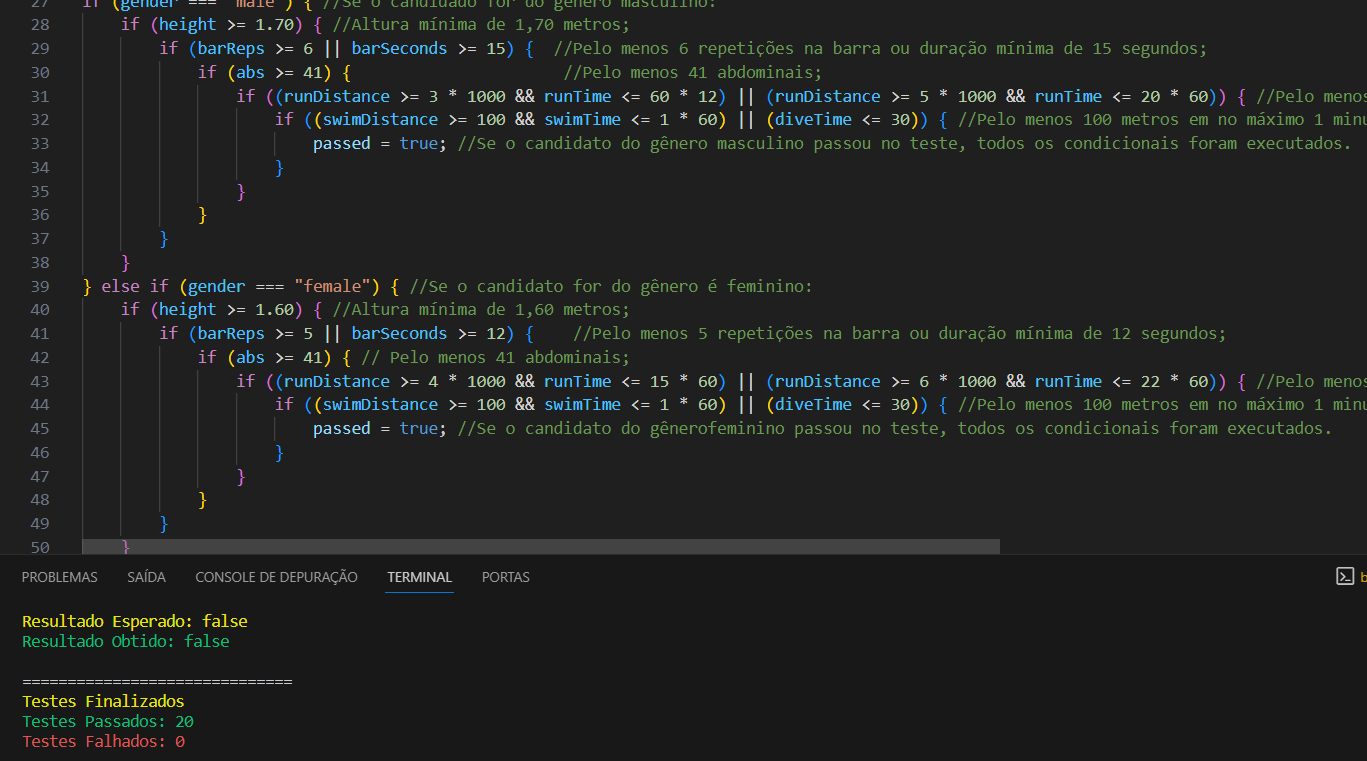 27 if (gender === "male") { //Se o candidado for do gênero masculino:
28 if (height >= 1.70) { //Altura mínima de 1,70 metros;
29 if (barReps >= 6 || barSeconds >= 15) { //Pelo menos 6 repetições na barra ou duração mínima de 15 segundos;
30 if (abs >= 41) { //Pelo menos 41 abdominais;
31 if ((runDistance >= 3 * 1000 && runTime <= 60 * 12) || (runDistance >= 5 * 1000 && runTime <= 20 * 60)) { //Pelo menos
32 if ((swimDistance >= 100 && swimTime <= 1 * 60) || (diveTime <= 30)) { //Pelo menos 100 metros em no máximo 1 minu
33 passed = true; //Se o candidato do gênero masculino passou no teste, todos os condicionais foram executados.
34 }
35 }
36 }
37 }
38 }
39 } else if (gender === "female") { //Se o candidato for do gênero é feminino:
40 if (height >= 1.60) { //Altura mínima de 1,60 metros;
41 if (barReps >= 5 || barSeconds >= 12) { //Pelo menos 5 repetições na barra ou duração mínima de 12 segundos;
42 if (abs >= 41) { // Pelo menos 41 abdominais;
43 if ((runDistance >= 4 * 1000 && runTime <= 15 * 60) || (runDistance >= 6 * 1000 && runTime <= 22 * 60)) { //Pelo menos
44 if ((swimDistance >= 100 && swimTime <= 1 * 60) || (diveTime <= 30)) { //Pelo menos 100 metros em no máximo 1 minu
45 passed = true; //Se o candidato do gênerofeminino passou no teste, todos os condicionais foram executados.
46 }
47 }
48 }
49 }
50 }
PROBLEMAS SAÍDA CONSOLE DE DEPURAÇÃO TERMINAL PORTAS b
Resultado Esperado: false
Resultado Obtido: false
==============================
Testes Finalizados
Testes Passados: 20
Testes Falhados: 0